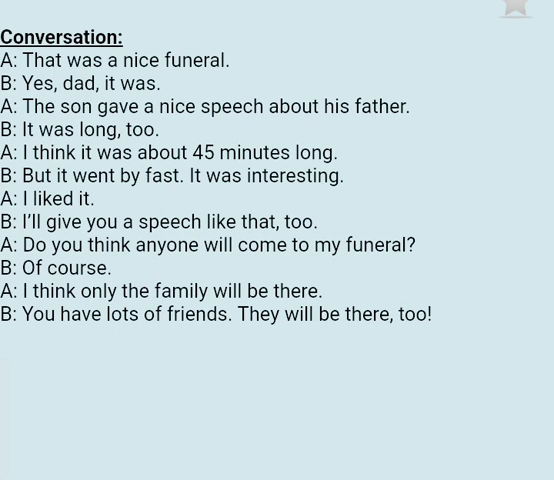 Conversation:
A: That was a nice funeral.
B: Yes, dad, it was.
A: The son gave a nice speech about his father.
B: It was long, too.
A: I think it was about 45 minutes long.
B: But it went by fast. It was interesting.
A: I liked it.
B: I’ll give you a speech like that, too.
A: Do you think anyone will come to my funeral?
B: Of course.
A: I think only the family will be there.
B: You have lots of friends. They will be there, too!